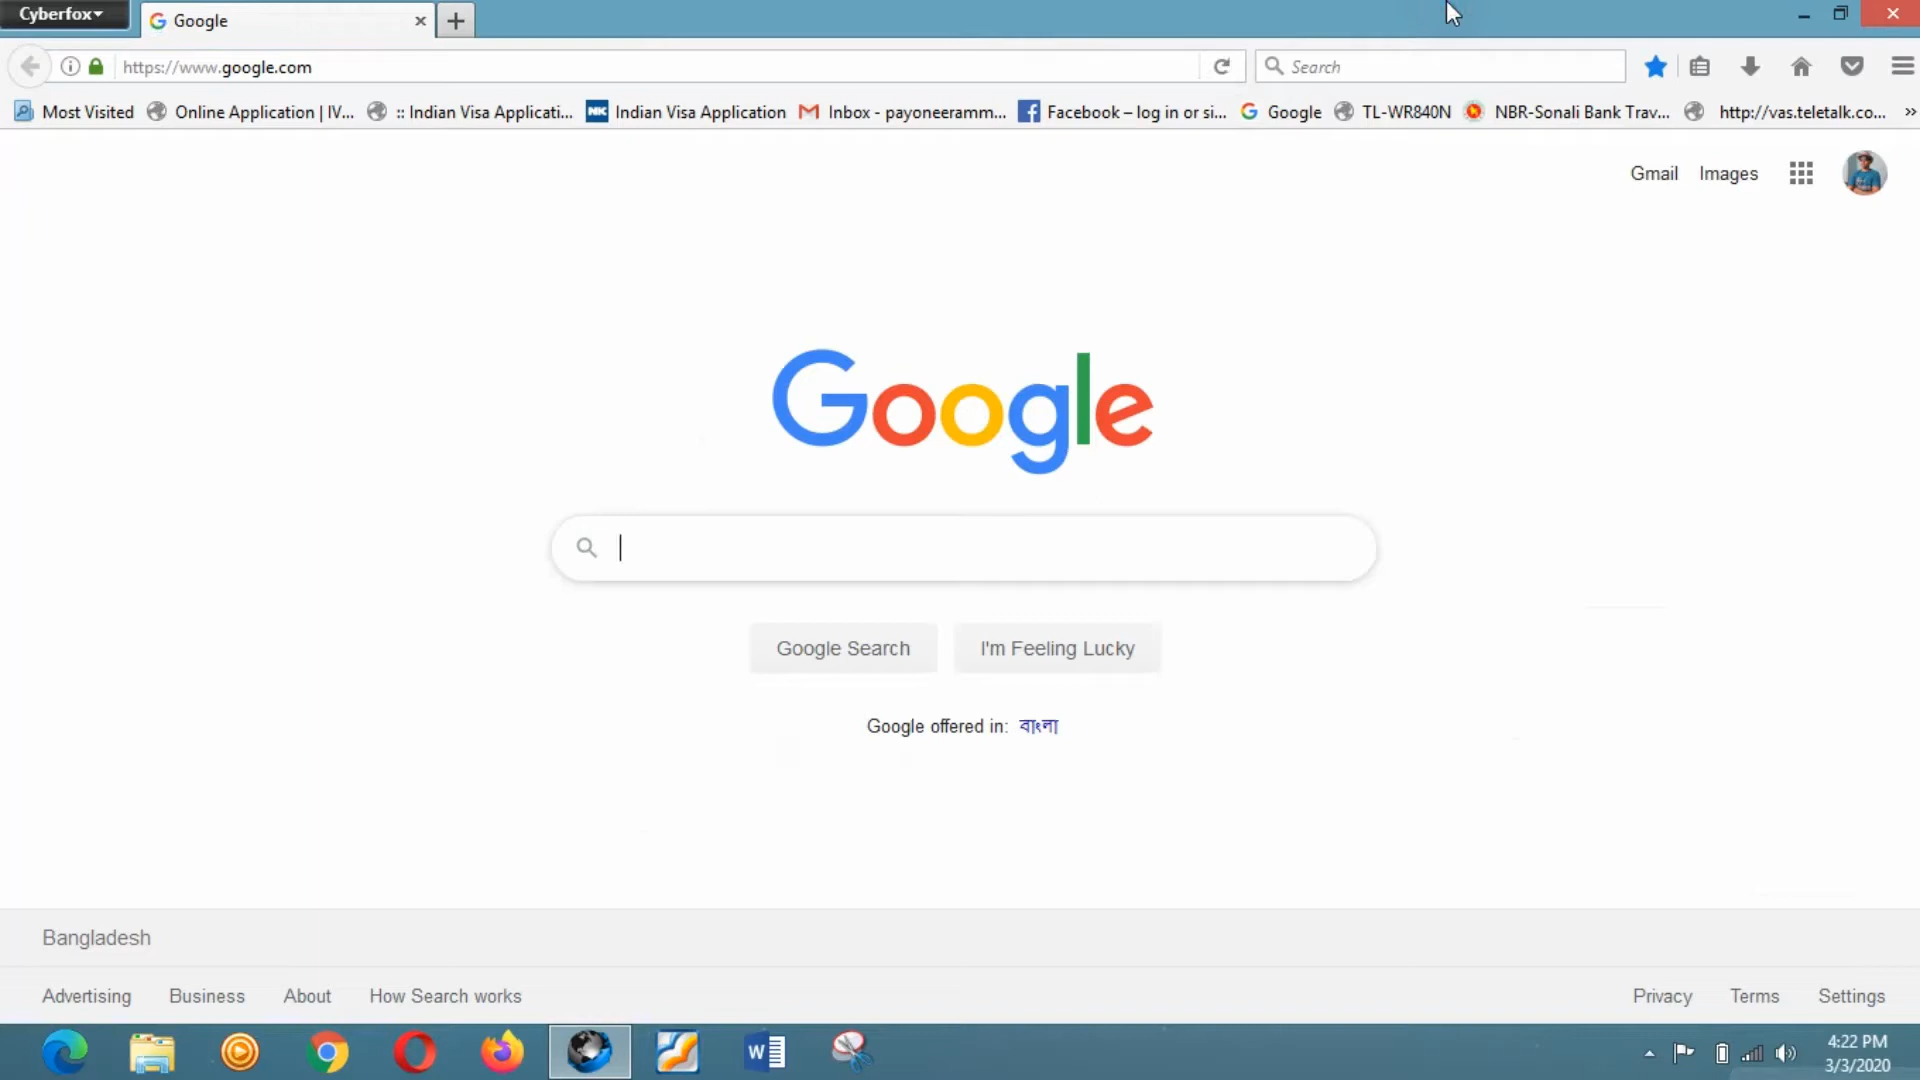 Cyberfox
Google
https://www.google.com
Search
Most Visited
Online Application | IV...
:: Indian Visa Applicati...
NK
Indian Visa Application
Inbox - payoneeramm...
Facebook – log in or si...
Google
TL-WR840N
NBR-Sonali Bank Trav...
http://vas.teletalk.co...
Gmail
Images
Google
Google Search
I'm Feeling Lucky
Google offered in: বাংলা
Bangladesh
Advertising
Business
About
How Search works
Privacy
Terms
Settings
4:22 PM
3/3/2020